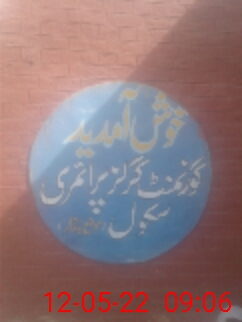 خوش آمدید
گورنمنٹ گرلز پرائمری
سکول
12-05-22 09:06